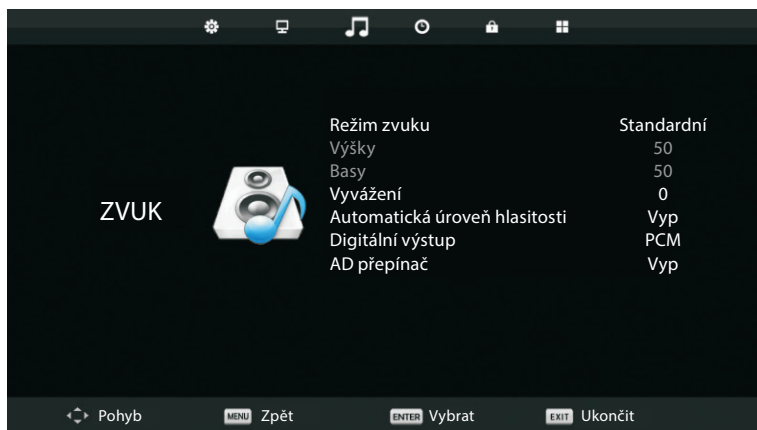 Režim zvuku Standardní
Výšky 50
Basy 50
Vyvážení 0
ZVUK
Automatická úroveň hlasitosti Vyp
Digitální výstup PCM
AD přepínač Vyp
Pohyb MENU Zpět ENTER Vybrat EXIT Ukončit